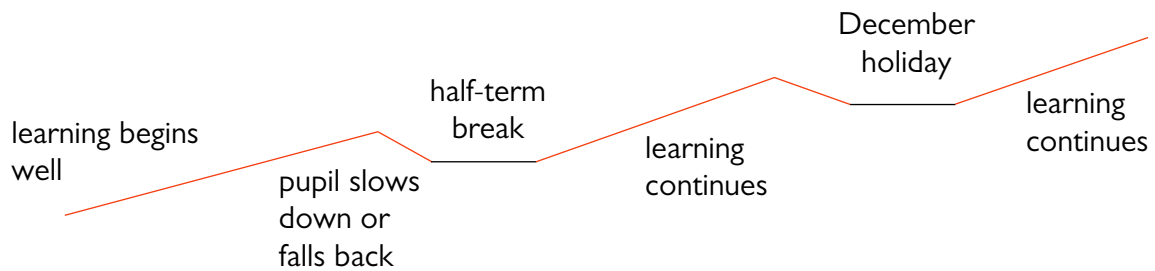 learning begins
well
pupil slows
down or
falls back
half-term
break
learning
continues
December
holiday
learning
continues